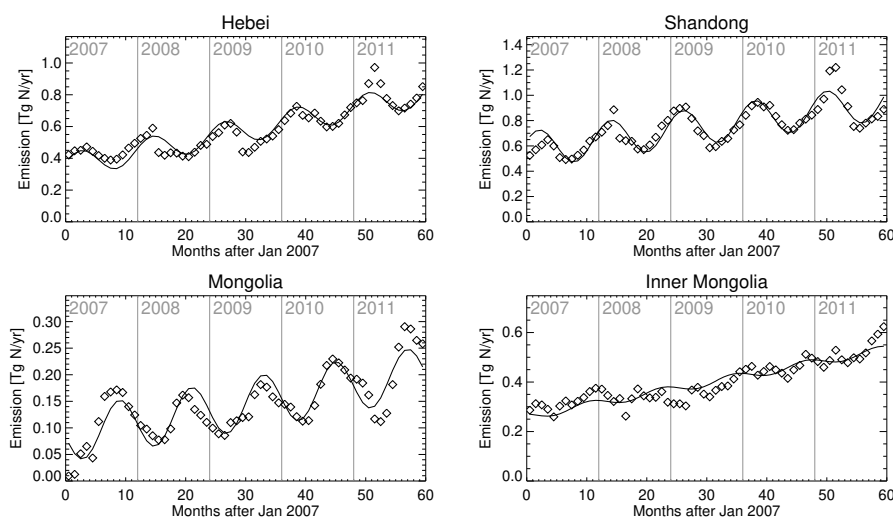 Hebei
2007 2008 2009 2010 2011
1.0
0.8
0.6
0.4
0.2
0.0
Emission [Tg N/yr]
0 10 20 30 40 50 60
Months after Jan 2007
Shandong
2007 2008 2009 2010 2011
1.4
1.2
1.0
0.8
0.6
0.4
0.2
0.0
Emission [Tg N/yr]
0 10 20 30 40 50 60
Months after Jan 2007
Mongolia
2007 2008 2009 2010 2011
0.30
0.25
0.20
0.15
0.10
0.05
0.00
Emission [Tg N/yr]
0 10 20 30 40 50 60
Months after Jan 2007
Inner Mongolia
2007 2008 2009 2010 2011
0.6
0.4
0.2
0.0
Emission [Tg N/yr]
0 10 20 30 40 50 60
Months after Jan 2007